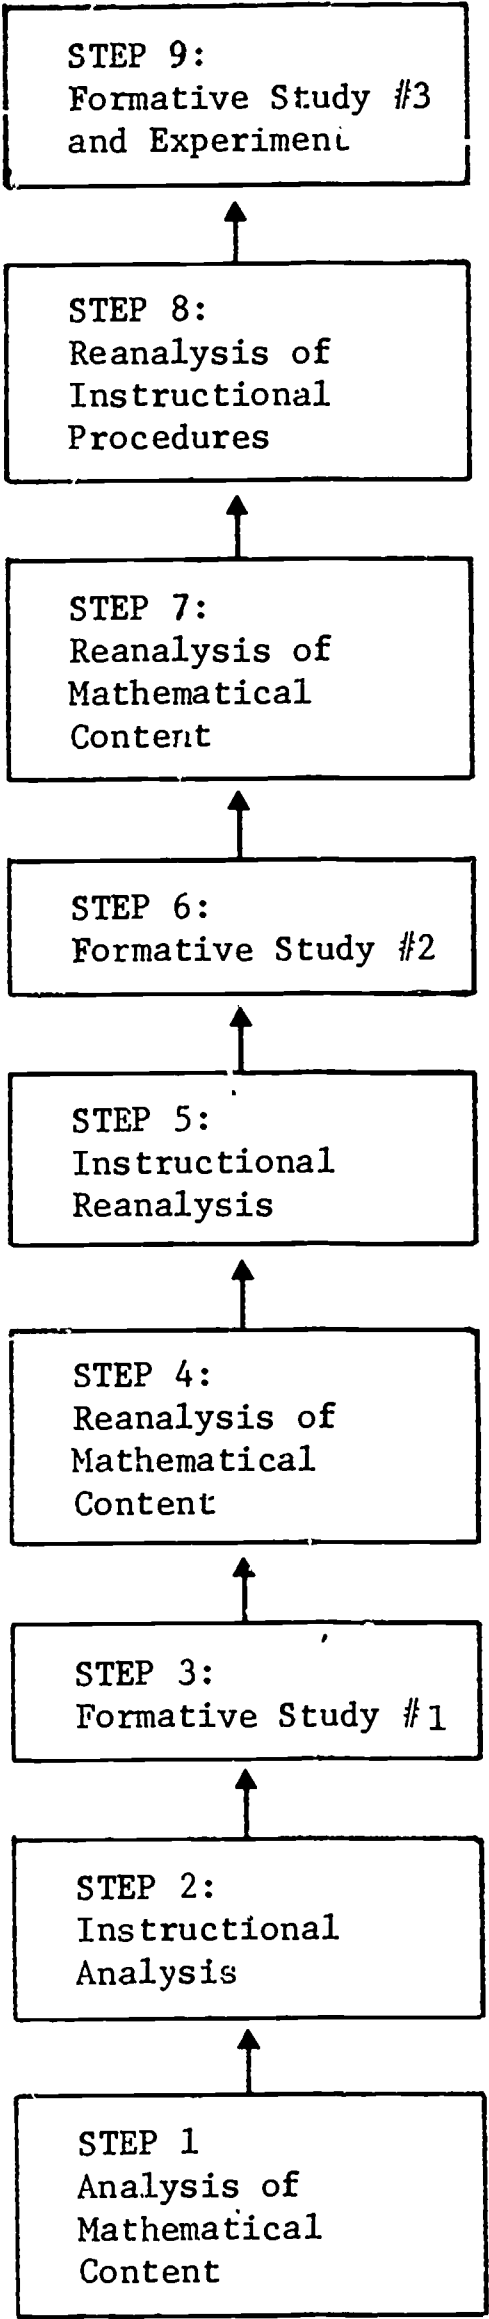 STEP 9:
Formative Study #3
and Experiment
STEP 8:
Reanalysis of
Instructional
Procedures
STEP 7:
Reanalysis of
Mathematical
Content
STEP 6:
Formative Study #2
STEP 5:
Instructional
Reanalysis
STEP 4:
Reanalysis of
Mathematical
Content
STEP 3:
Formative Study #1
STEP 2:
Instructional
Analysis
STEP 1
Analysis of
Mathematical
Content